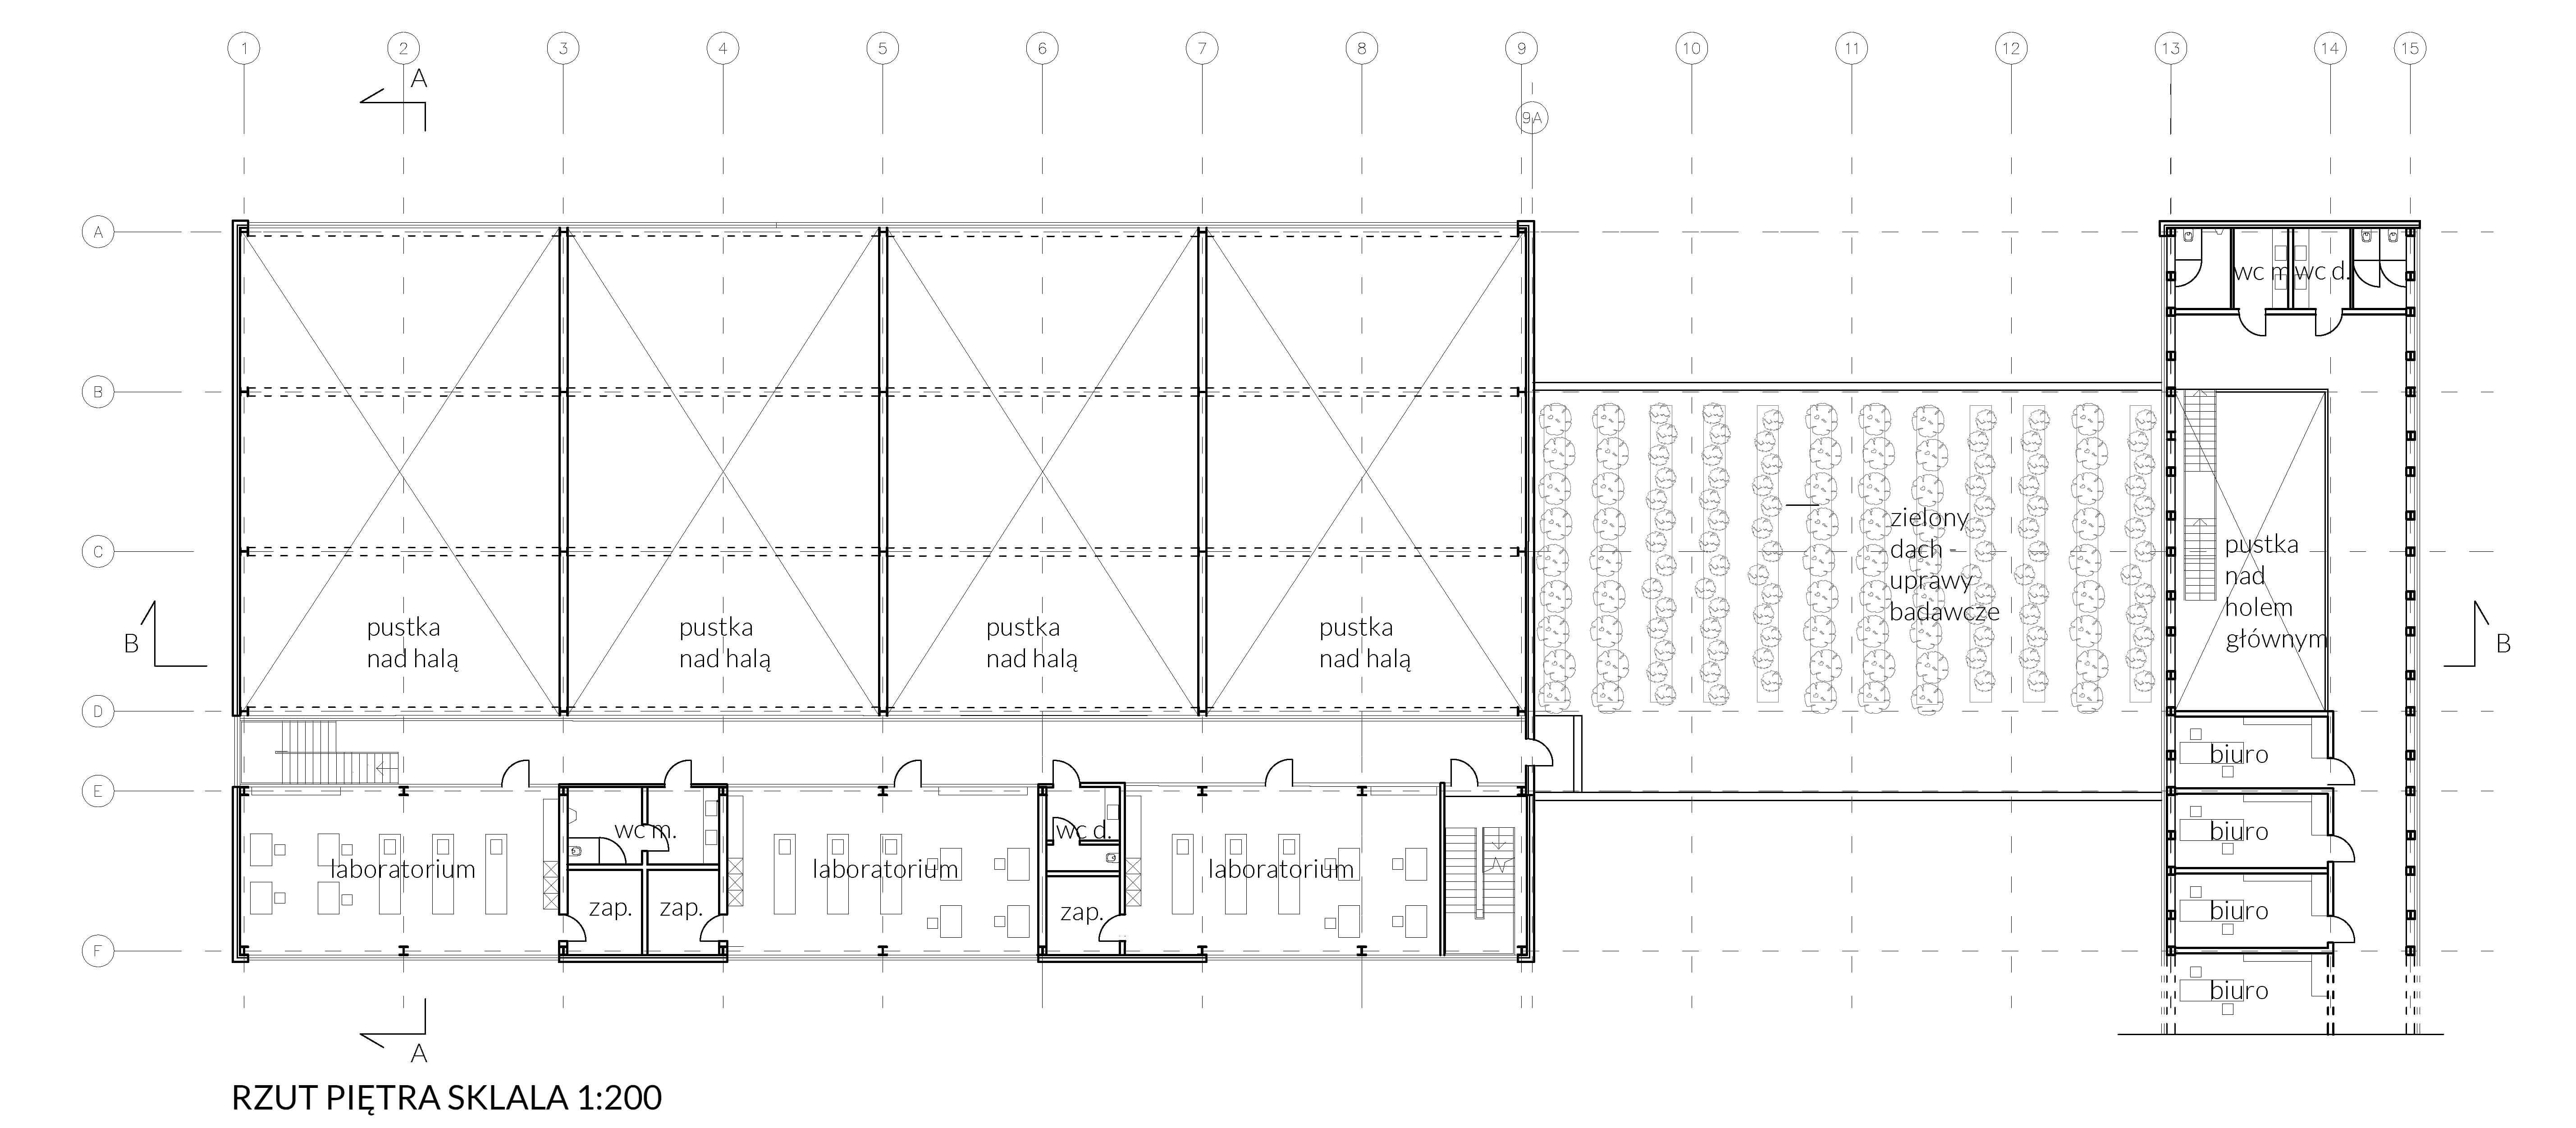 1 2 3 4 5 6 7 8 9 10 11 12 13 14 15
A
9A
A
wc m wc d.
B
zielony
dach -
uprawy
badawcze
C
pustka
nad
holem
głównym
pustka
nad halą
pustka
nad halą
pustka
nad halą
pustka
nad halą
B
B
D
biuro
E
wc m.
wc d.
biuro
laboratorium
laboratorium
laboratorium
zap.
zap.
zap.
biuro
F
biuro
A
RZUT PIĘTRA SKLALA 1:200